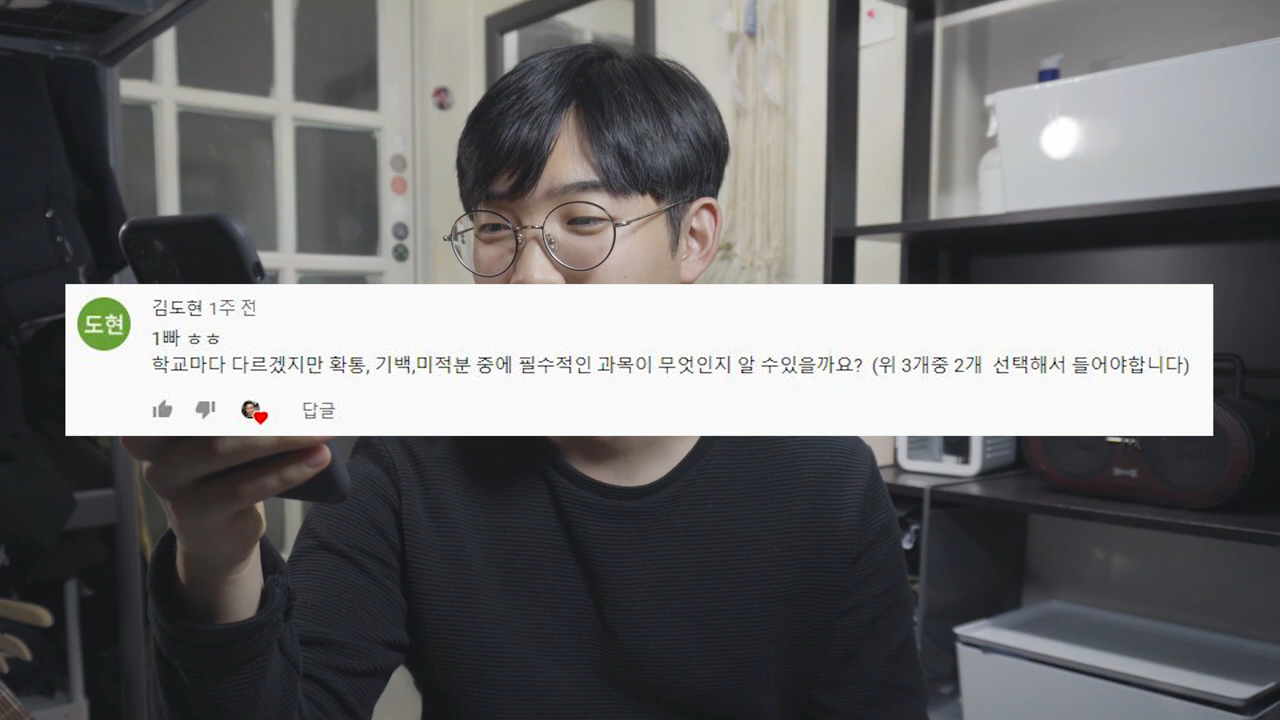 도현
김도현 1주 전
1빠 ㅎㅎ
학교마다 다르겠지만 확통, 기백,미적분 중에 필수적인 과목이 무엇인지 알 수있을까요? (위 3개중 2개 선택해서 들어야합니다)
답글